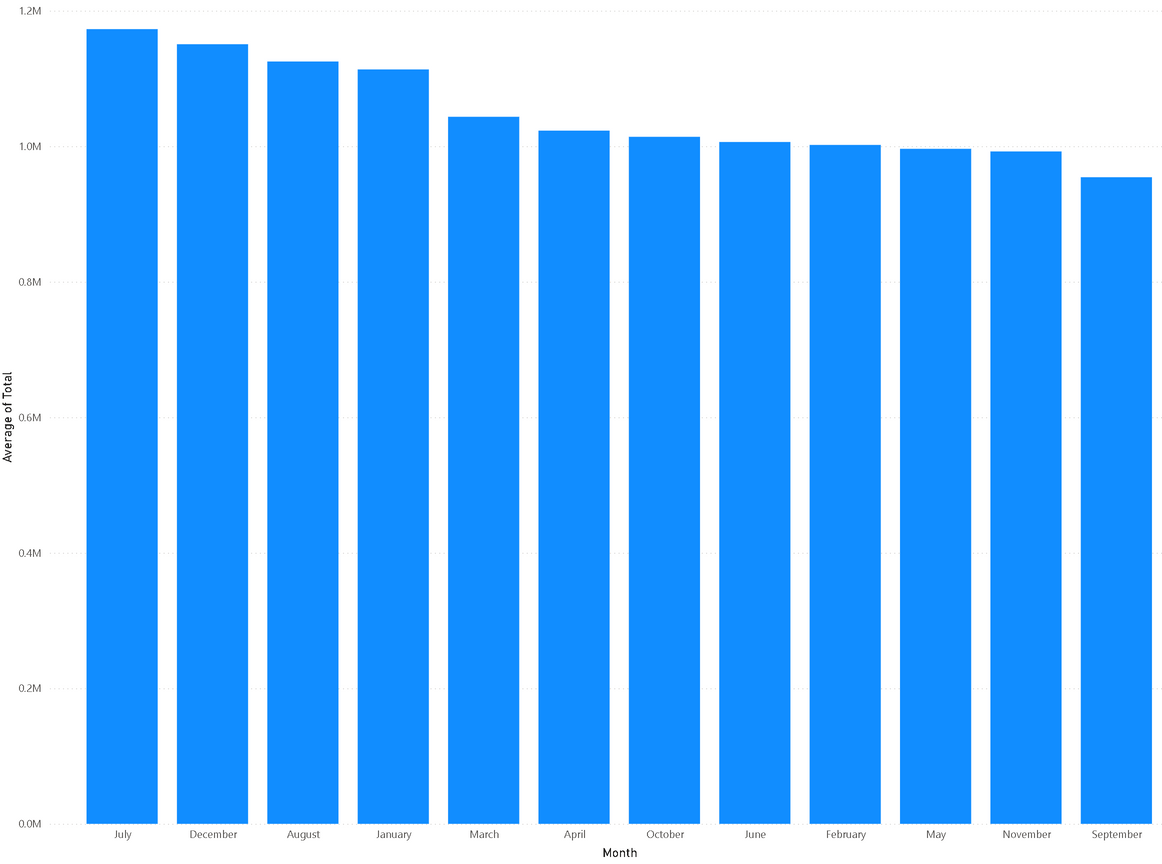 1.2M
1.0M
0.8M
0.6M
0.4M
0.2M
0.0M
Average of Total
July December August January March April October June February May November September
Month